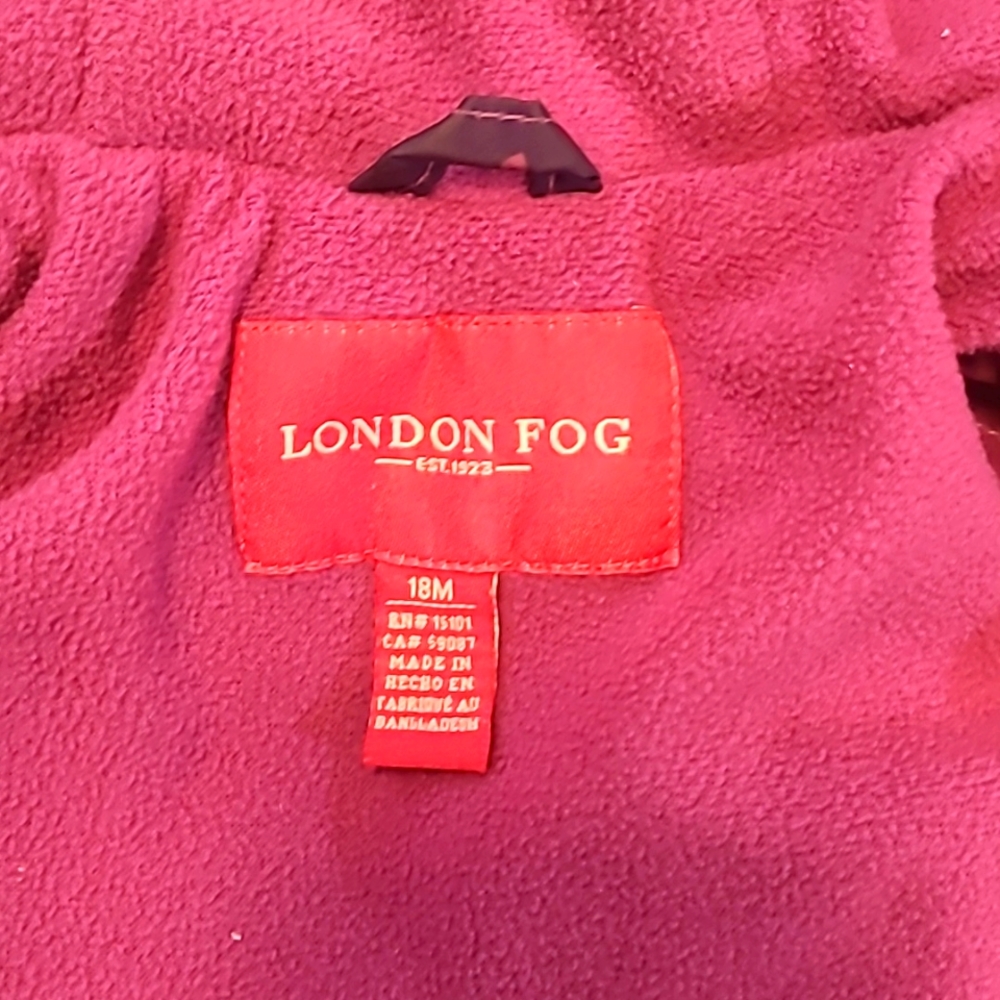 LONDON FOG
EST. 1923
18M
RN# 15101
CA# 59087
MADE IN
HECHO EN
FABRIQUÉ AU
BANGLADESH